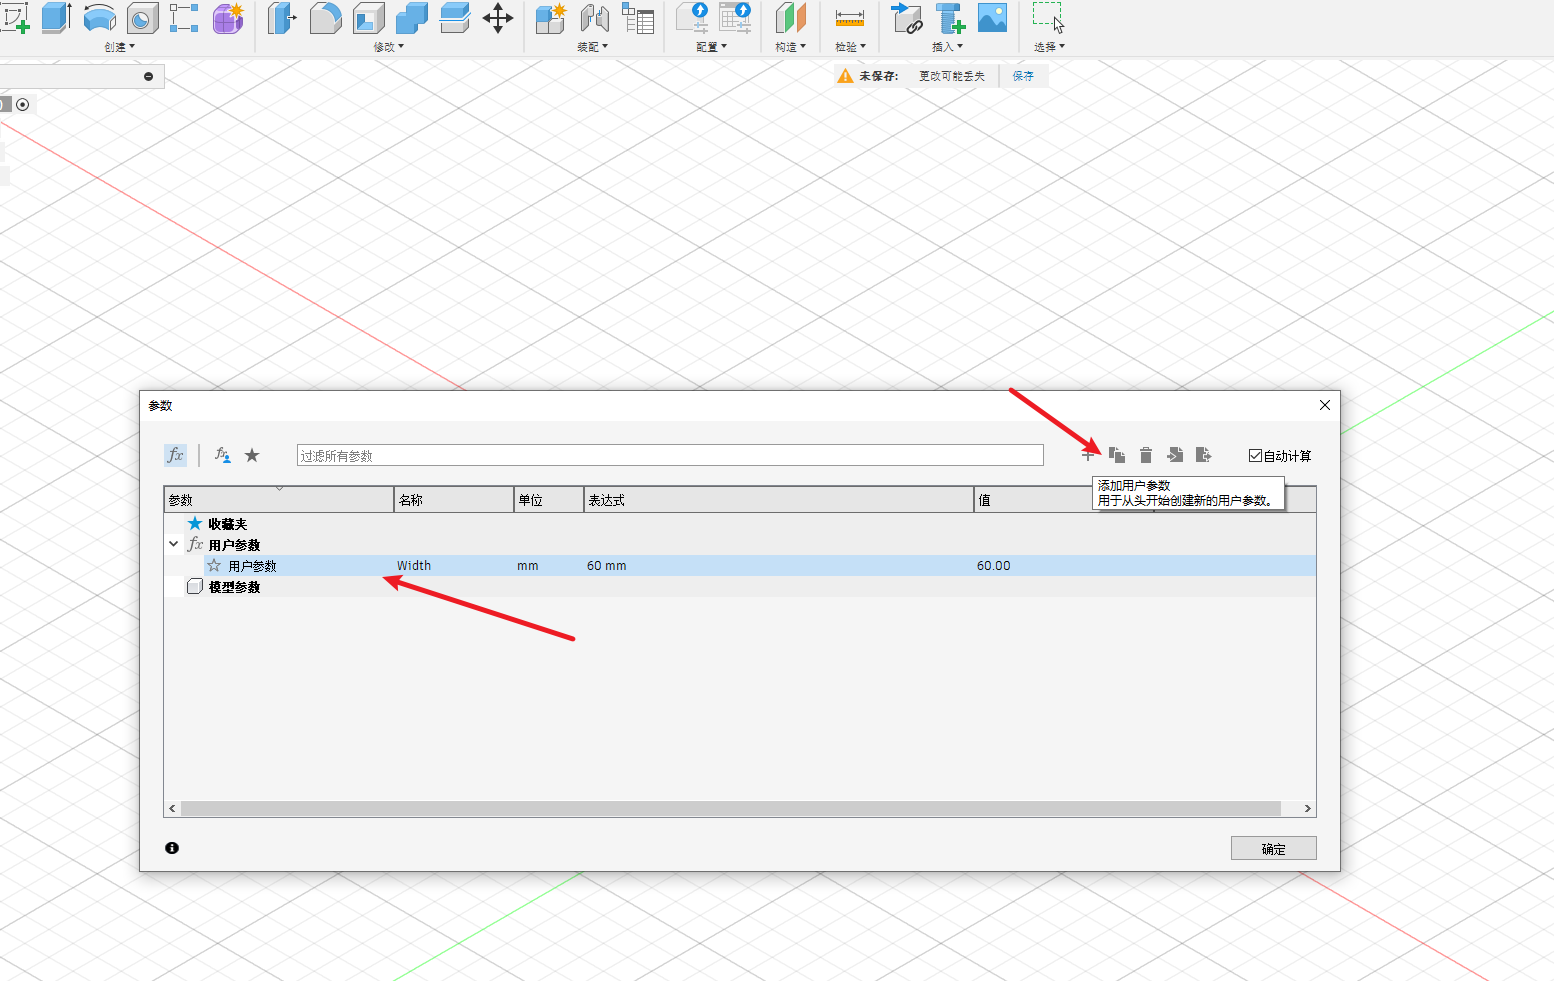 创建
修改
装配
配置
构造
检验
插入
选择
未保存: 更改可能丢失 保存
参数
fx
过滤所有参数
自动计算
添加用户参数
用于从头开始创建新的用户参数。
参数 名称 单位 表达式 值
收藏夹
fx 用户参数
用户参数 Width mm 60 mm 60.00
模型参数
确定